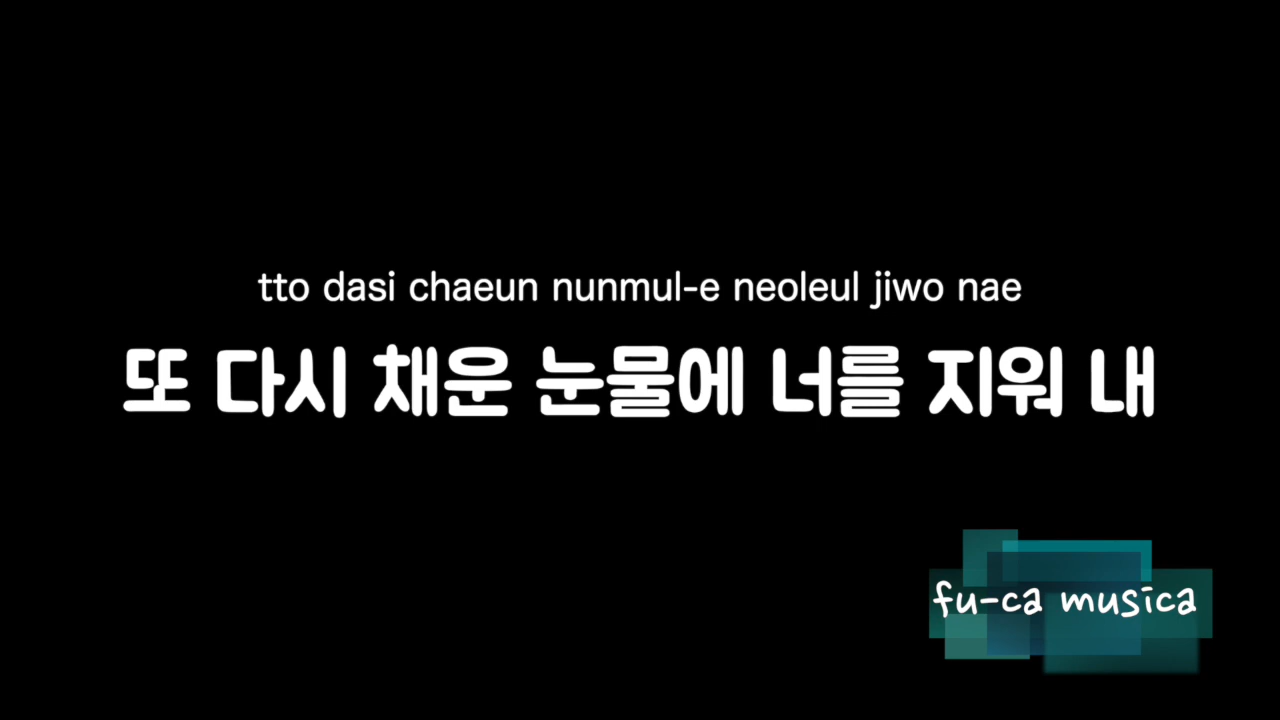 tto dasi chaeun nunmul-e neoleul jiwo nae
또 다시 채운 눈물에 너를 지워 내
fu-ca musica